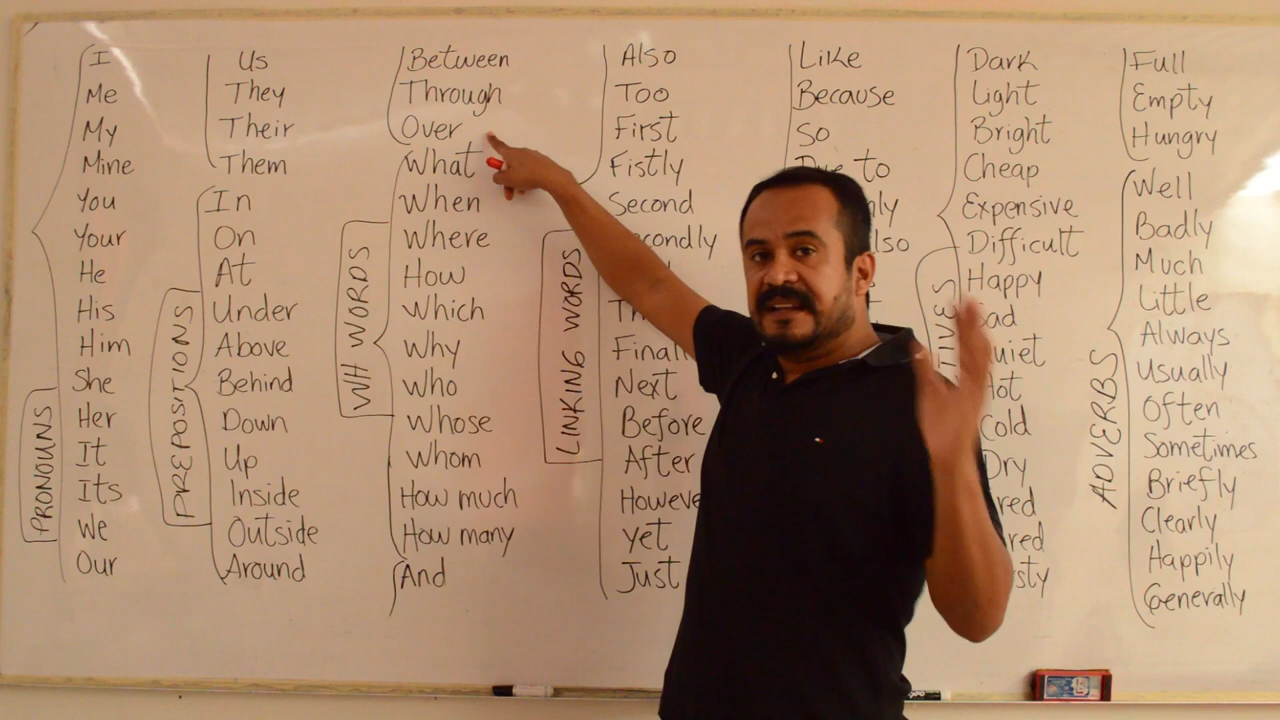 PRONOUNS
I
Me
My
Mine
You
Your
He
His
Him
She
Her
It
Its
We
Our
Us
They
Their
Them
PREPOSITIONS
In
On
At
Under
Above
Behind
Down
Up
Inside
Outside
Around
Between
Through
Over
WH WORDS
What
When
Where
How
Which
Why
Who
Whose
Whom
How much
How many
And
LINKING WORDS
Also
Too
First
Fistly
Second
Next
Before
After
yet
Just
Like
Because
So
to
Dark
Light
Bright
Cheap
Expensive
Difficult
Happy
Cold
Dry
Full
Empty
Hungry
ADVERBS
Well
Badly
Much
Little
Always
Usually
Often
Sometimes
Briefly
Clearly
Happily
Generally